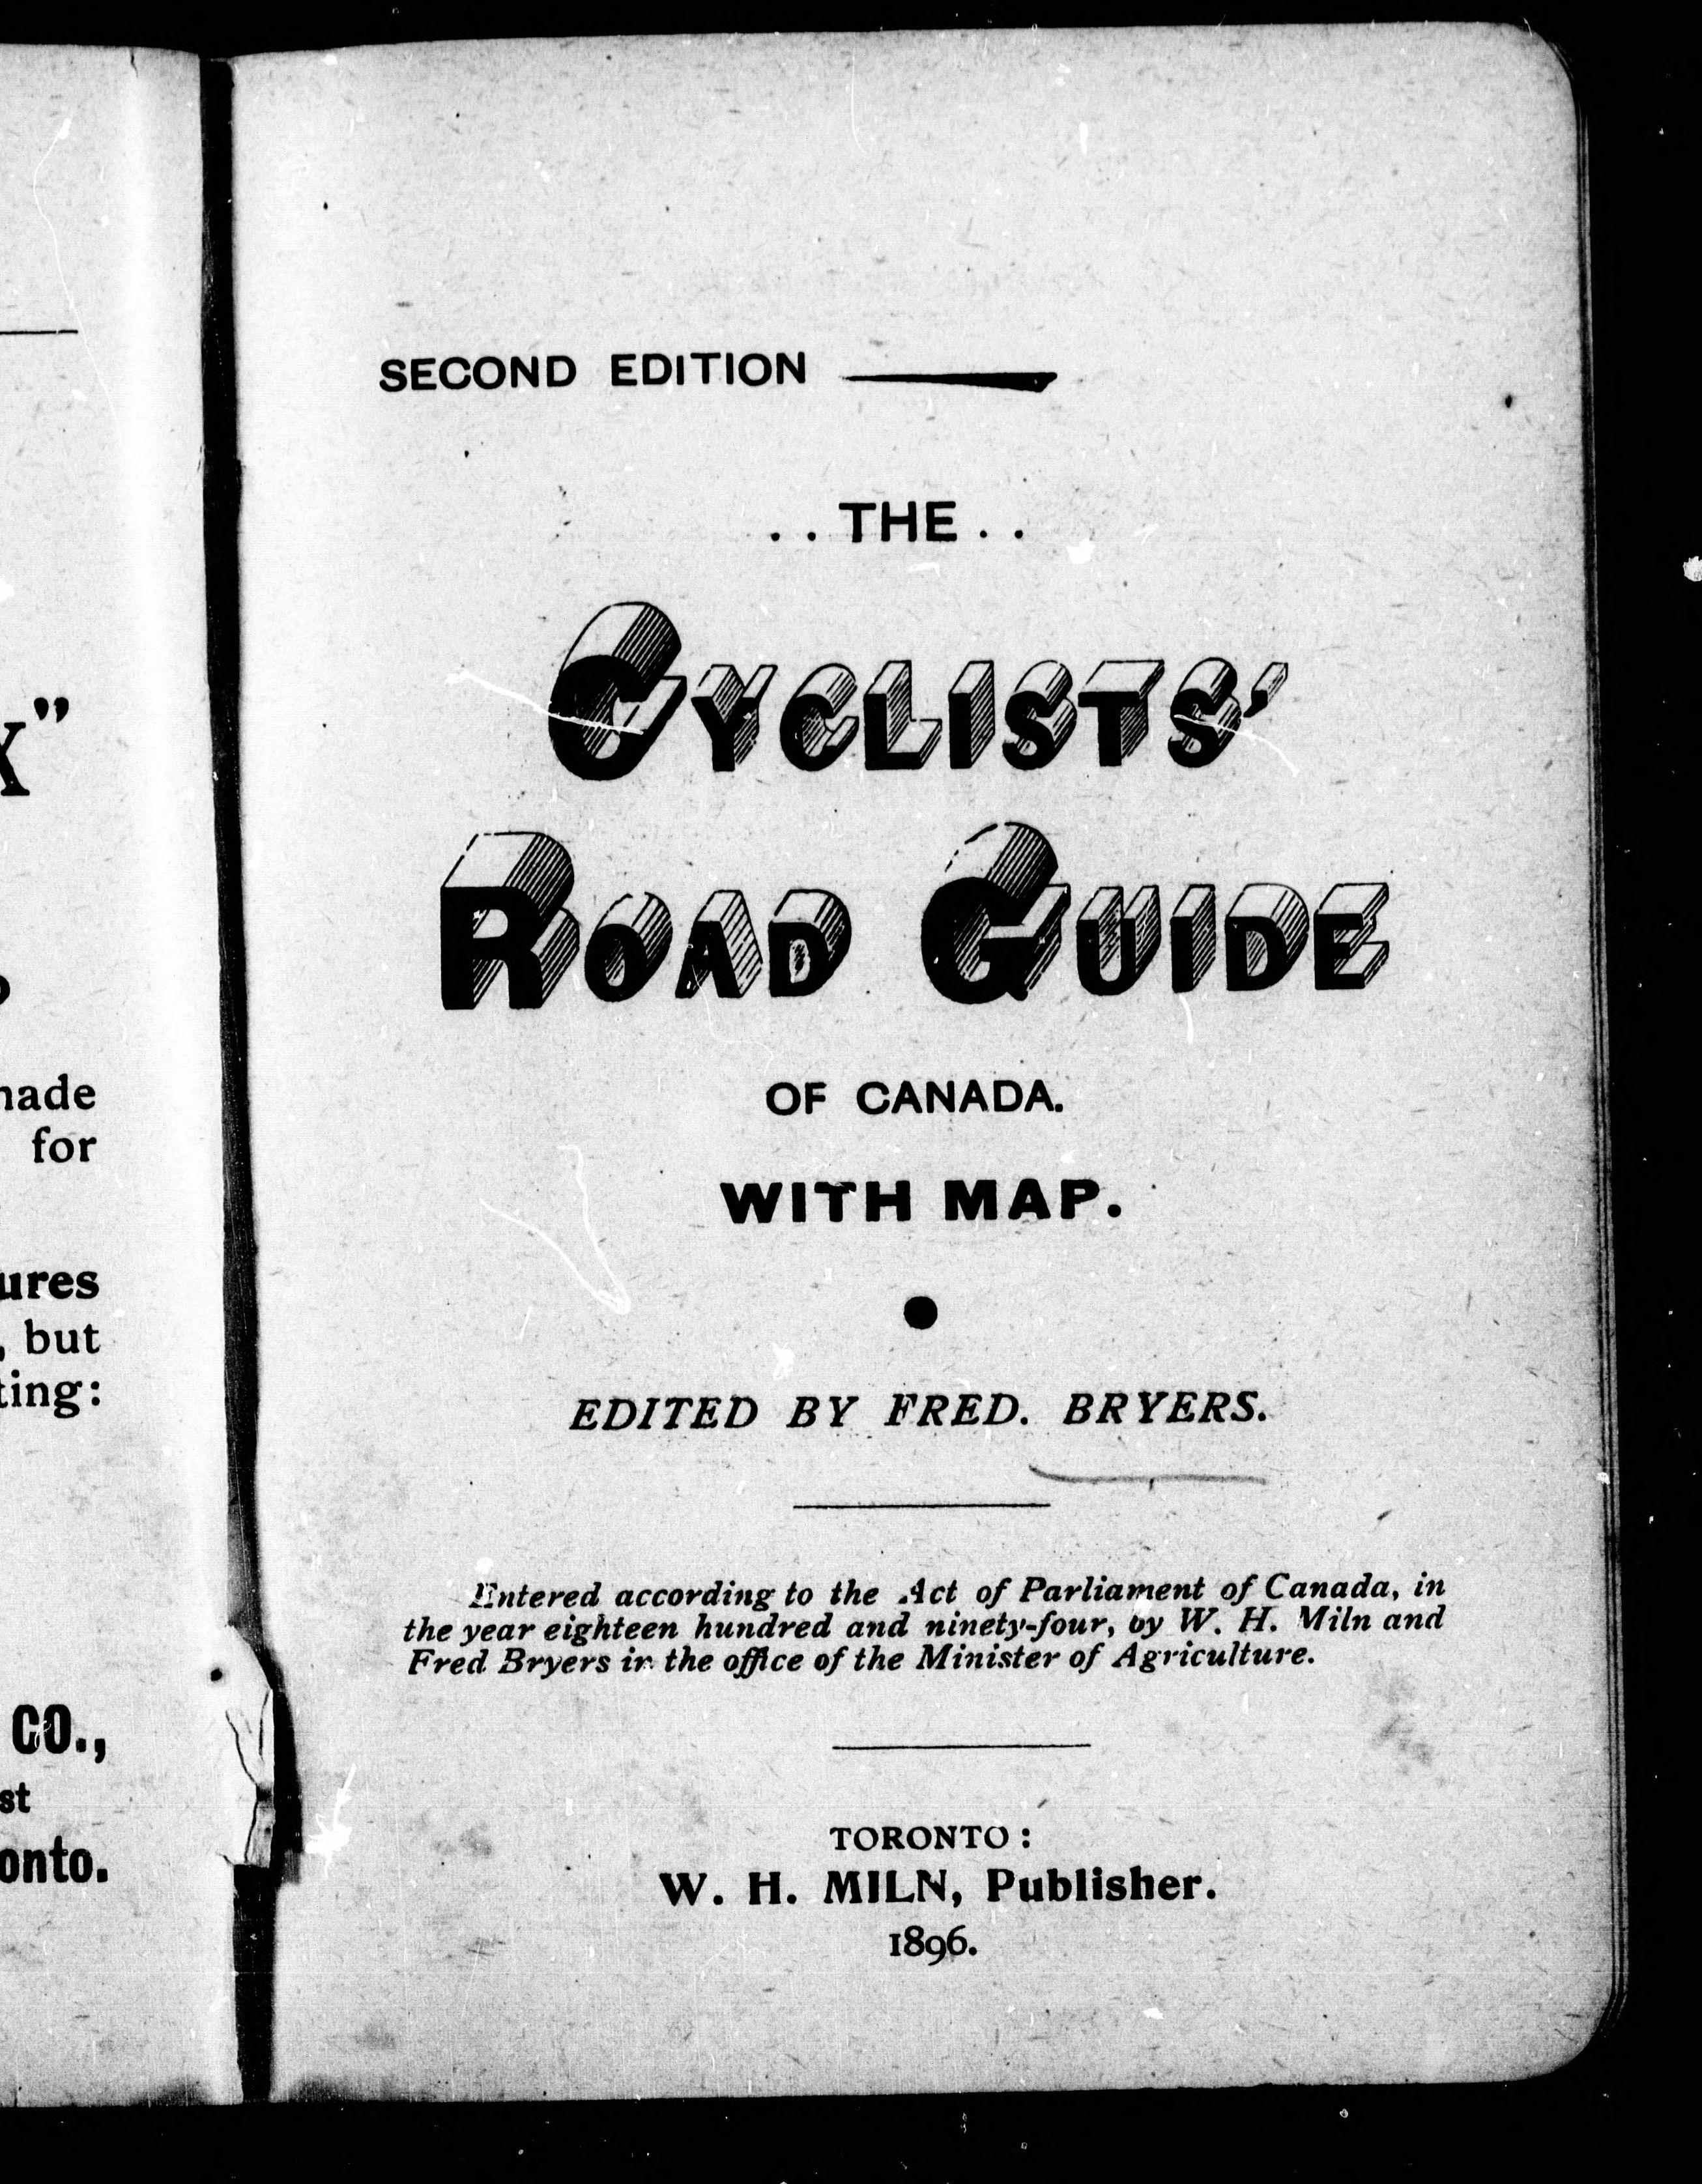 X"
made
for
ures
, but
ting:
CO.,
st
onto.
SECOND EDITION
. . THE . .
CYCLISTS'
ROAD GUIDE
OF CANADA.
WITH MAP.
EDITED BY FRED. BRYERS.
Entered according to the Act of Parliament of Canada, in
the year eighteen hundred and ninety-four, by W. H. Miln and
Fred Bryers in the office of the Minister of Agriculture.
TORONTO:
W. H. MILN, Publisher.
1896.